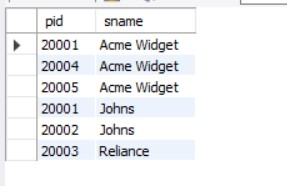 pid sname
20001 Acme Widget
20004 Acme Widget
20005 Acme Widget
20001 Johns
20002 Johns
20003 Reliance